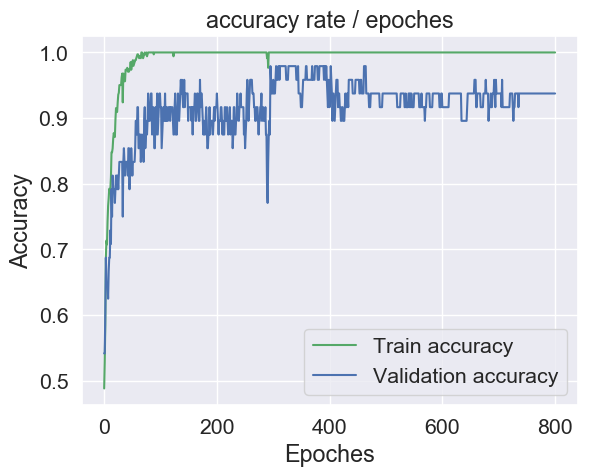 accuracy rate / epoches
1.0
0.9
0.8
0.7
0.6
0.5
Accuracy
Train accuracy
Validation accuracy
0
200
400
600
800
Epoches